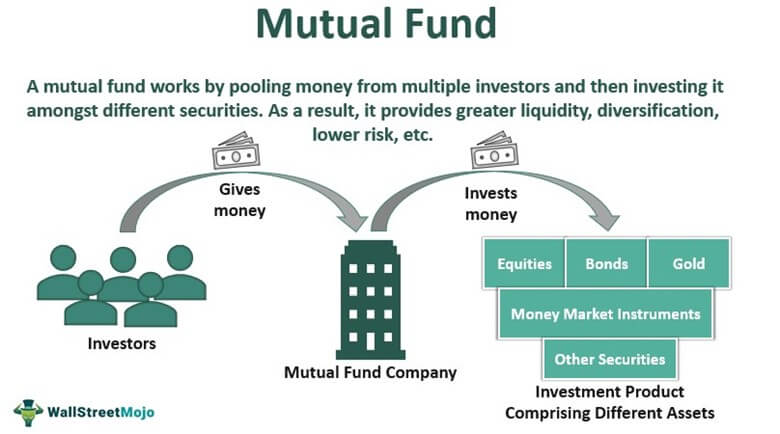 Mutual Fund
A mutual fund works by pooling money from multiple investors and then investing it
amongst different securities. As a result, it provides greater liquidity, diversification,
lower risk, etc.
Gives
money
Invests
money
Equities
Bonds
Gold
Money Market Instruments
Other Securities
Investors
Mutual Fund Company
Investment Product
Comprising Different Assets
WallStreetMojo